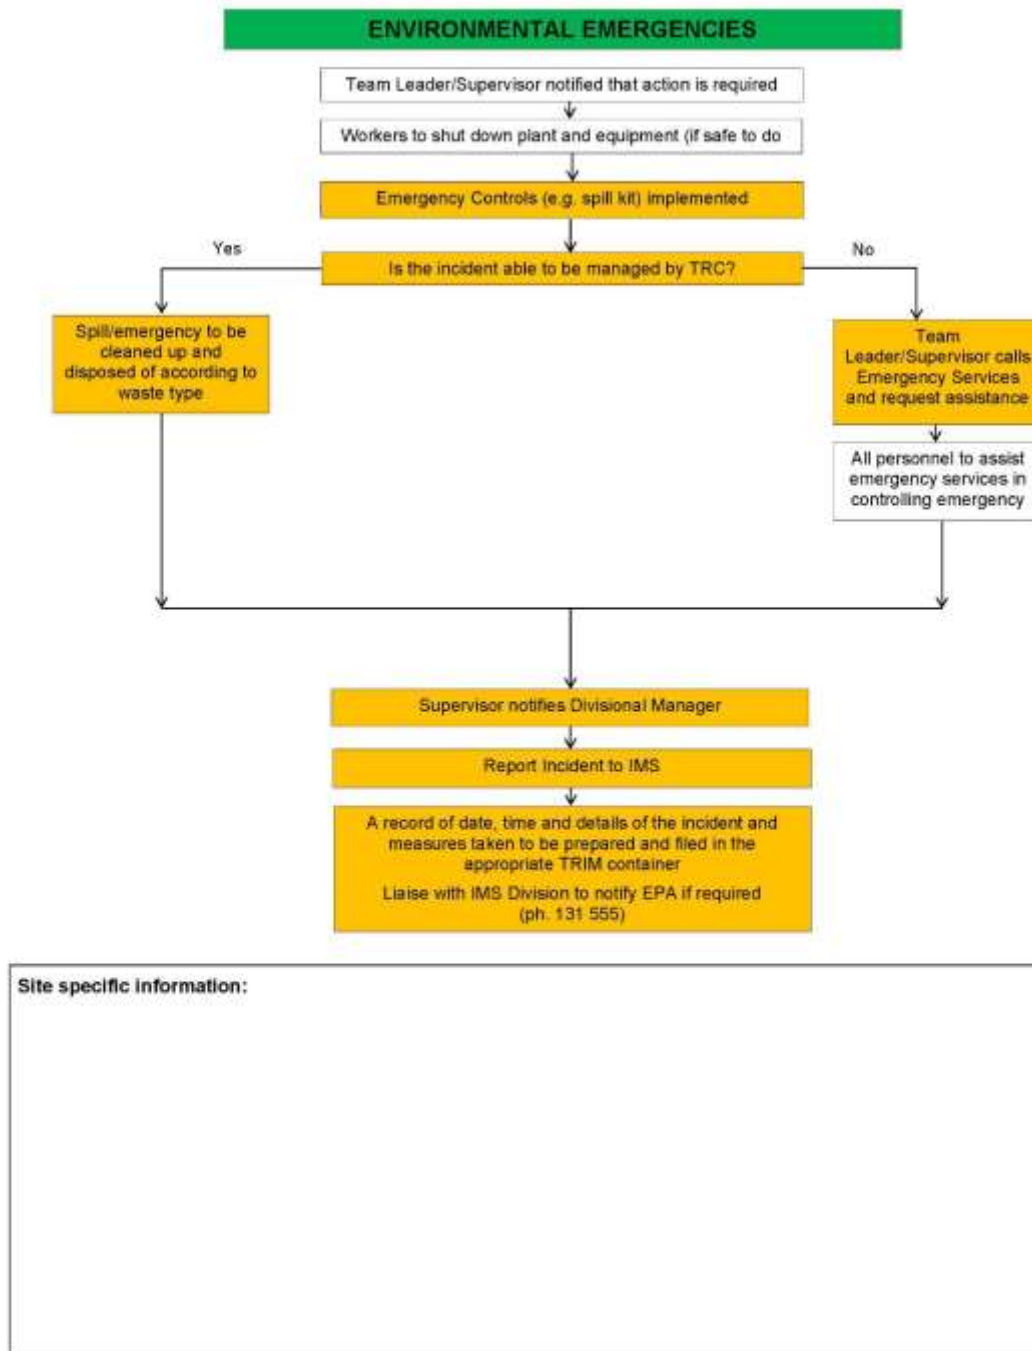 ENVIRONMENTAL EMERGENCIES
Team Leader/Supervisor notified that action is required
Workers to shut down plant and equipment (if safe to do
Emergency Controls (e.g. spill kit) implemented
Yes
Is the incident able to be managed by TRC?
No
Spill/emergency to be
cleaned up and
disposed of according to
waste type
Team
Leader/Supervisor calls
Emergency Services
and request assistance
All personnel to assist
emergency services in
controlling emergency
Supervisor notifies Divisional Manager
Report Incident to IMS
A record of date, time and details of the incident and
measures taken to be prepared and filed in the
appropriate TRIM container
Liaise with IMS Division to notify EPA if required
(ph. 131 555)
Site specific information: